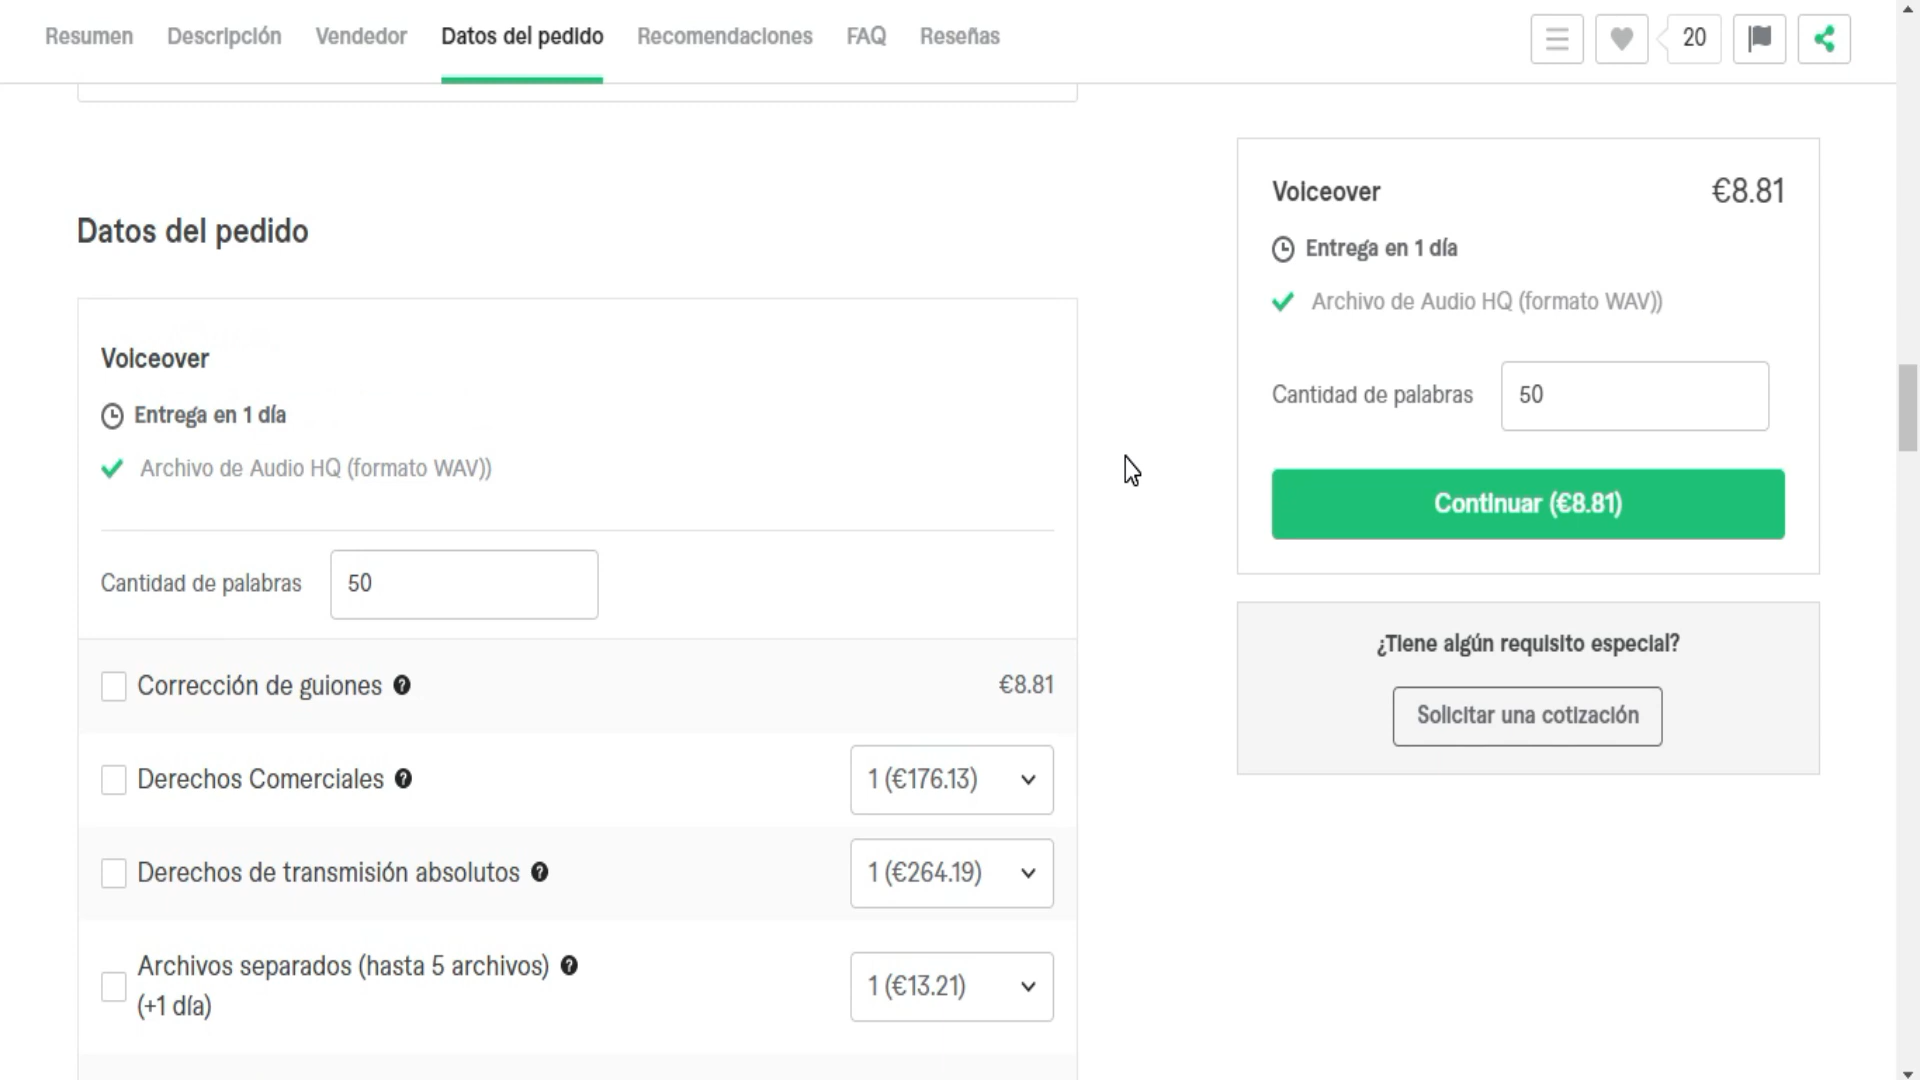 Resumen Descripción Vendedor Datos del pedido Recomendaciones FAQ Reseñas 20
Datos del pedido
Voiceover
Entrega en 1 día
Archivo de Audio HQ (formato WAV))
Cantidad de palabras 50
Corrección de guiones €8.81
Derechos Comerciales 1 (€176.13)
Derechos de transmisión absolutos 1 (€264.19)
Archivos separados (hasta 5 archivos)
(+1 día) 1 (€13.21)
Voiceover €8.81
Entrega en 1 día
Archivo de Audio HQ (formato WAV))
Cantidad de palabras 50
Continuar (€8.81)
¿Tiene algún requisito especial?
Solicitar una cotización